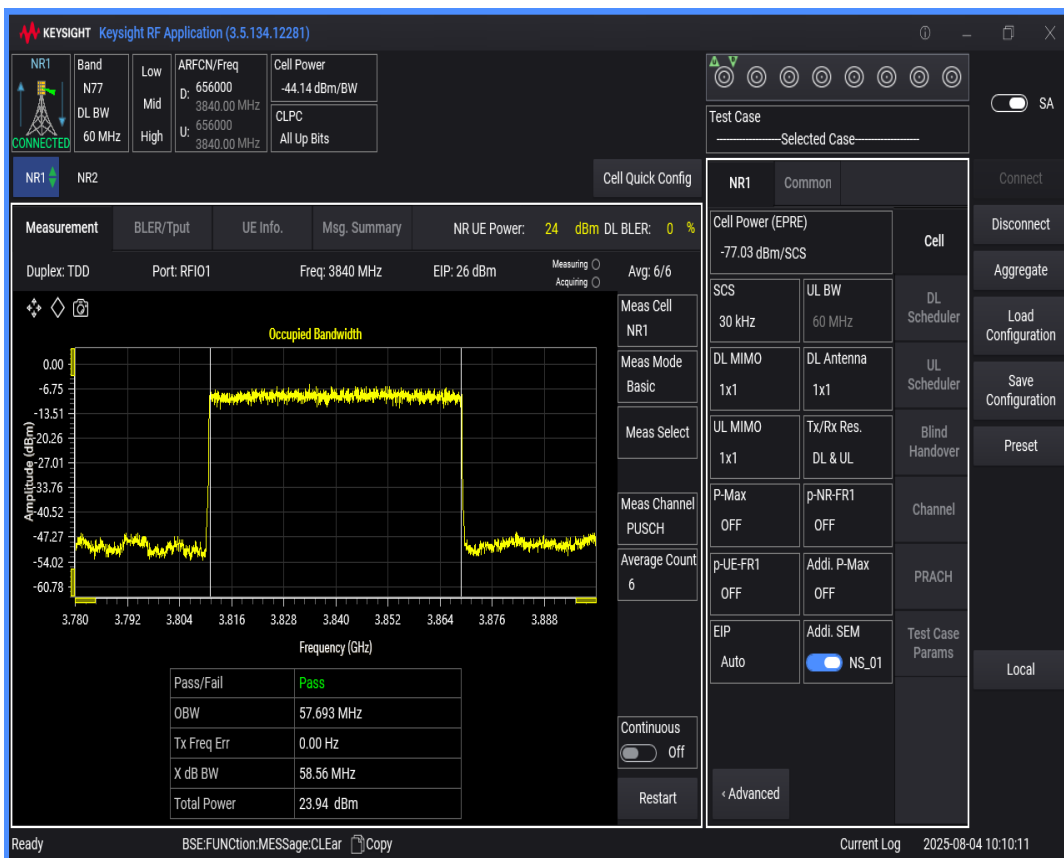 KEYSIGHT Keysight RF Application (3.5.134.12281)
NR1
CONNECTED
Band
N77
DL BW
60 MHz
Low
Mid
High
ARFCN/Freq
D: 656000
3840.00 MHz
U: 656000
3840.00 MHz
Cell Power
-44.14 dBm/BW
CLPC
All Up Bits
Test Case
Selected Case
SA
NR1 NR2 Cell Quick Config
Measurement BLER/Tput UE Info. Msg. Summary NR UE Power: 24 dBm DL BLER: 0 %
Duplex: TDD Port: RFIO1 Freq: 3840 MHz EIP: 26 dBm Measuring Avg: 6/6
Acquiring
Occupied Bandwidth
Amplitude (dBm)
0.00
-6.75
-13.51
-20.26
-27.01
-33.76
-40.52
-47.27
-54.02
-60.78
3.780 3.792 3.804 3.816 3.828 3.840 3.852 3.864 3.876 3.888
Frequency (GHz)
Pass/Fail Pass
OBW 57.693 MHz
Tx Freq Err 0.00 Hz
X dB BW 58.56 MHz
Total Power 23.94 dBm
Meas Cell
NR1
Meas Mode
Basic
Meas Select
Meas Channel
PUSCH
Average Count
6
Continuous
Off
Restart
NR1 Common
Cell Power (EPRE)
-77.03 dBm/SCS
SCS
30 kHz
UL BW
60 MHz
DL MIMO
1x1
DL Antenna
1x1
UL MIMO
1x1
Tx/Rx Res.
DL & UL
P-Max
OFF
p-NR-FR1
OFF
p-UE-FR1
OFF
Addi. P-Max
OFF
EIP
Auto
Addi. SEM
NS_01
‹ Advanced
Cell
DL
Scheduler
UL
Scheduler
Blind
Handover
Channel
PRACH
Test Case
Params
Connect
Disconnect
Aggregate
Load
Configuration
Save
Configuration
Preset
Local
Ready BSE:FUNCtion:MESSage:CLEar Copy Current Log 2025-08-04 10:10:11